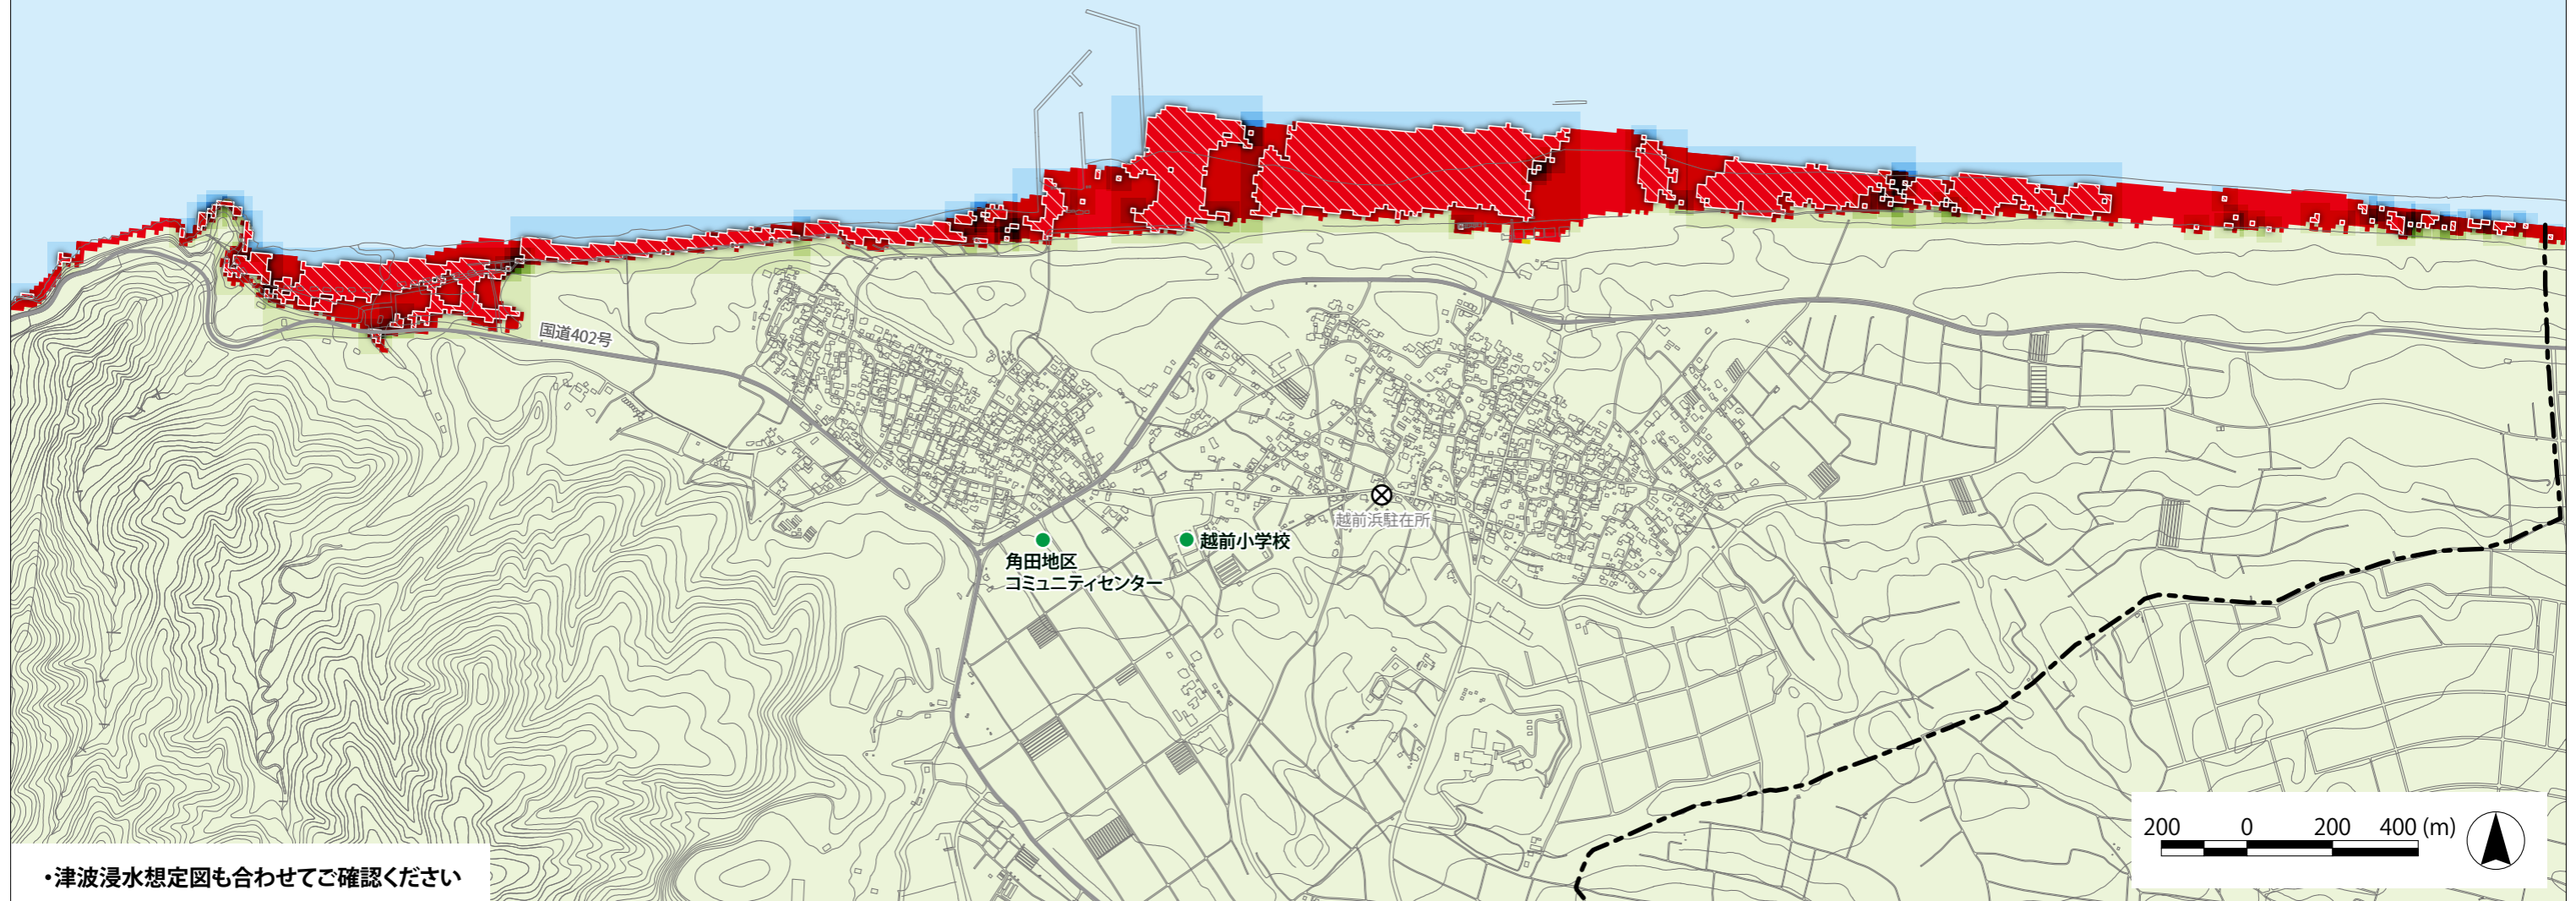 国道402号
越前浜駐在所
越前小学校
角田地区
コミュニティセンター
200 0 200 400 (m)
・津波浸水想定図も合わせてご確認ください